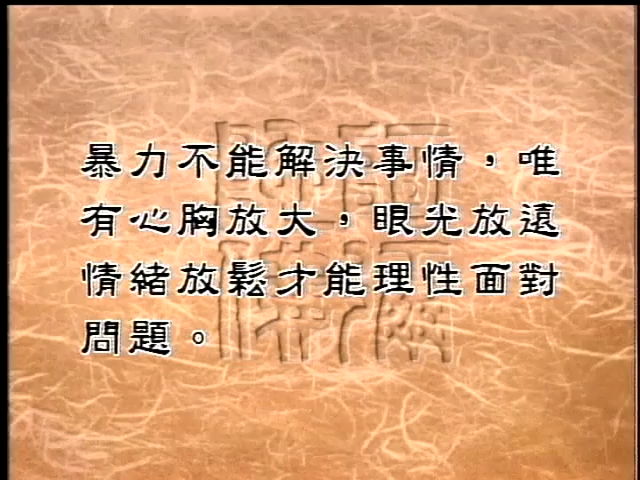 暴力不能解決事情，唯
有心胸放大，眼光放遠
情緒放鬆才能理性面對
問題。